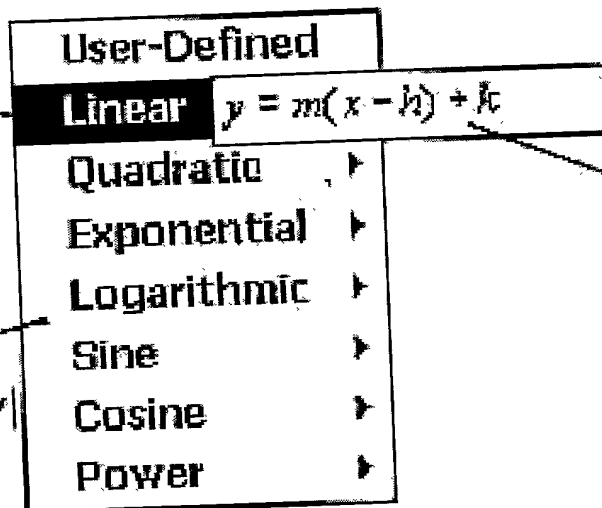 User-Defined
Linear y = m(x - h) + k
Quadratic
Exponential
Logarithmic
Sine
Cosine
Power